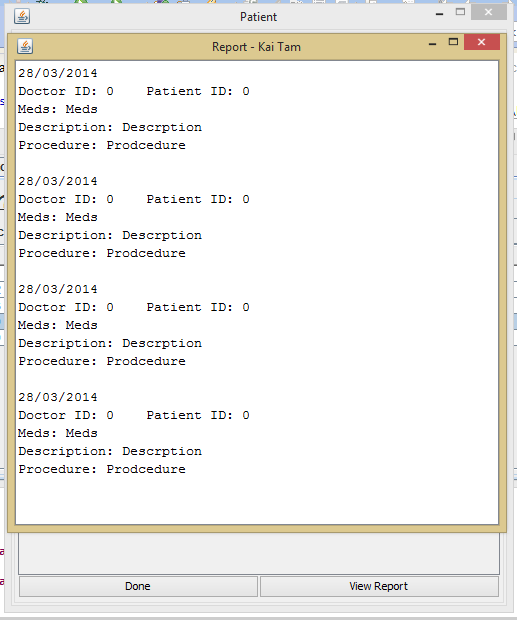 Patient
Report - Kai Tam
28/03/2014
Doctor ID: 0    Patient ID: 0
Meds: Meds
Description: Descrption
Procedure: Prodcedure

28/03/2014
Doctor ID: 0    Patient ID: 0
Meds: Meds
Description: Descrption
Procedure: Prodcedure

28/03/2014
Doctor ID: 0    Patient ID: 0
Meds: Meds
Description: Descrption
Procedure: Prodcedure

28/03/2014
Doctor ID: 0    Patient ID: 0
Meds: Meds
Description: Descrption
Procedure: Prodcedure

Done    View Report